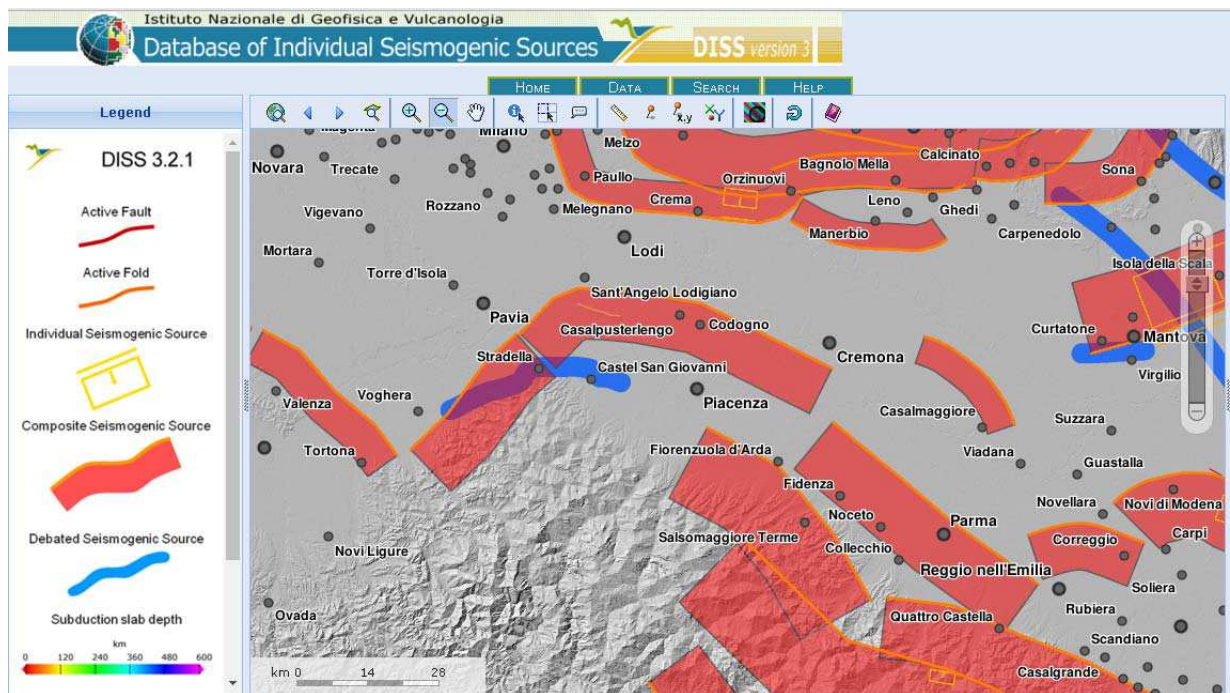 Istituto Nazionale di Geofisica e Vulcanologia
Database of Individual Seismogenic Sources
DISS version 3
HOME DATA SEARCH HELP
Legend
DISS 3.2.1
Active Fault
Active Fold
Individual Seismogenic Source
Composite Seismogenic Source
Debated Seismogenic Source
Subduction slab depth
km
0 120 240 360 480 600
x,y
Magenta
Milano
Melzo
Calcinato
Novara
Trecate
Bagnolo Mella
Sona
Paullo
Orzinuovi
Vigevano
Rozzano
Melegnano
Crema
Leno
Ghedi
Manerbio
Carpenedolo
Mortara
Lodi
Torre d'Isola
Isola della Scala
Sant'Angelo Lodigiano
Pavia
Casalpusterlengo
Codogno
Curtatone
Mantova
Stradella
Castel San Giovanni
Cremona
Virgilio
Valenza
Voghera
Piacenza
Casalmaggiore
Suzzara
Tortona
Fiorenzuola d'Arda
Viadana
Guastalla
Fidenza
Novellara
Novi di Modena
Noceto
Parma
Novi Ligure
Salsomaggiore Terme
Collecchio
Correggio
Carpi
Reggio nell'Emilia
Soliera
Ovada
Quattro Castella
Rubiera
Scandiano
Casalgrande
km 0 14 28